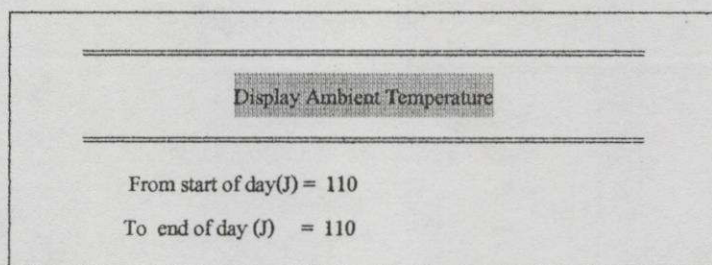 Display Ambient Temperature
From start of day(J) = 110
To end of day (J) = 110